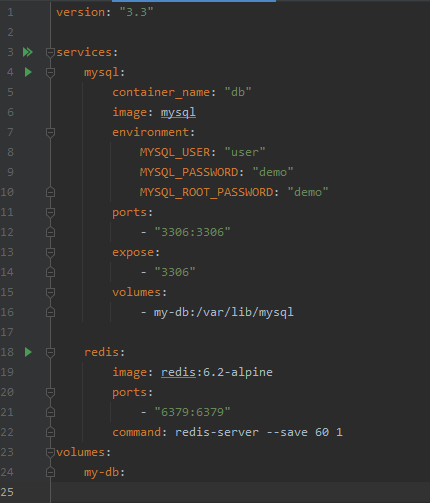 1 version: "3.3"
2
3 services:
4 mysql:
5 container_name: "db"
6 image: mysql
7 environment:
8 MYSQL_USER: "user"
9 MYSQL_PASSWORD: "demo"
10 MYSQL_ROOT_PASSWORD: "demo"
11 ports:
12 - "3306:3306"
13 expose:
14 - "3306"
15 volumes:
16 - my-db:/var/lib/mysql
17
18 redis:
19 image: redis:6.2-alpine
20 ports:
21 - "6379:6379"
22 command: redis-server --save 60 1
23 volumes:
24 my-db:
25